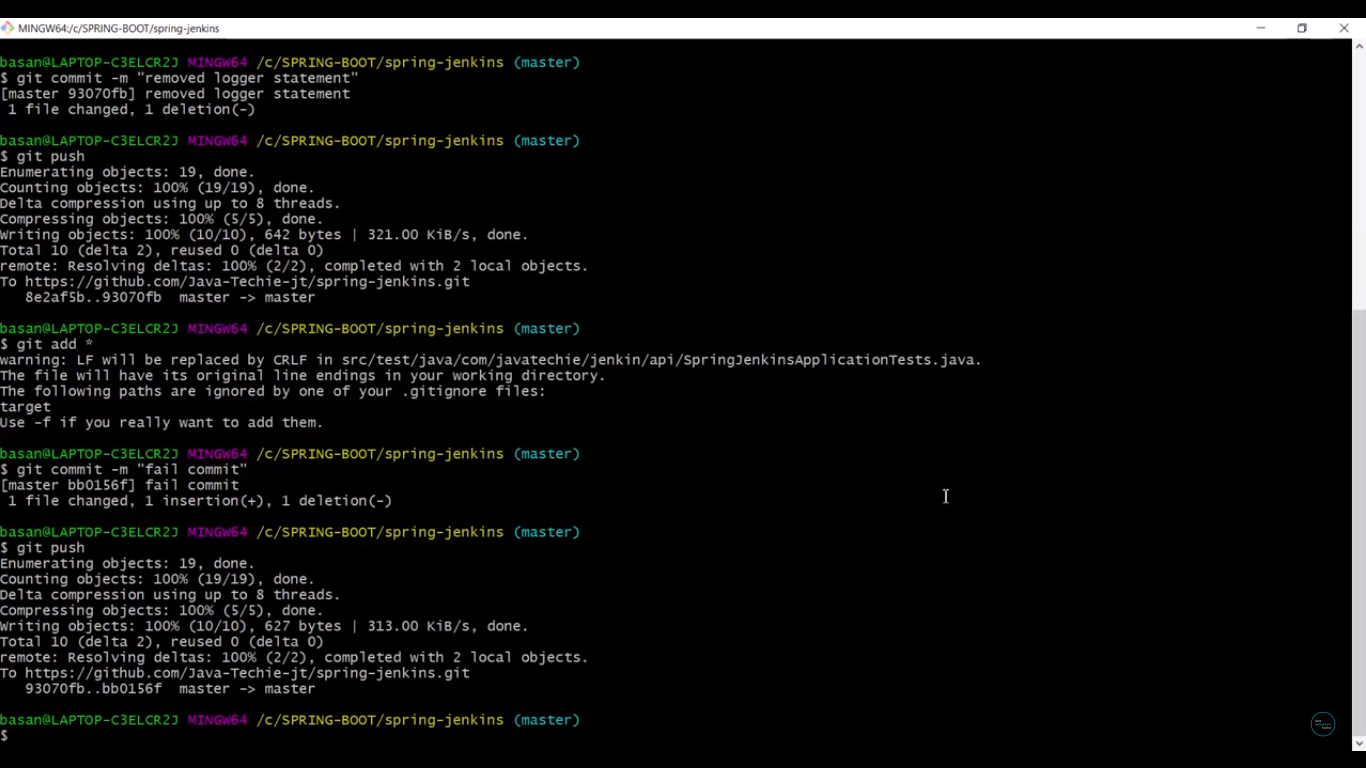 MINGW64:/c/SPRING-BOOT/spring-jenkins
basan@LAPTOP-C3ELCR2J MINGW64 /c/SPRING-BOOT/spring-jenkins (master)
$ git commit -m "removed logger statement"
[master 93070fb] removed logger statement
 1 file changed, 1 deletion(-)
basan@LAPTOP-C3ELCR2J MINGW64 /c/SPRING-BOOT/spring-jenkins (master)
$ git push
Enumerating objects: 19, done.
Counting objects: 100% (19/19), done.
Delta compression using up to 8 threads.
Compressing objects: 100% (5/5), done.
Writing objects: 100% (10/10), 642 bytes | 321.00 KiB/s, done.
Total 10 (delta 2), reused 0 (delta 0)
remote: Resolving deltas: 100% (2/2), completed with 2 local objects.
To https://github.com/Java-Techie-jt/spring-jenkins.git
   8e2af5b..93070fb  master -> master
basan@LAPTOP-C3ELCR2J MINGW64 /c/SPRING-BOOT/spring-jenkins (master)
$ git add *
warning: LF will be replaced by CRLF in src/test/java/com/javatechie/jenkin/api/SpringJenkinsApplicationTests.java.
The file will have its original line endings in your working directory.
The following paths are ignored by one of your .gitignore files:
target
Use -f if you really want to add them.
basan@LAPTOP-C3ELCR2J MINGW64 /c/SPRING-BOOT/spring-jenkins (master)
$ git commit -m "fail commit"
[master bb0156f] fail commit
 1 file changed, 1 insertion(+), 1 deletion(-)
basan@LAPTOP-C3ELCR2J MINGW64 /c/SPRING-BOOT/spring-jenkins (master)
$ git push
Enumerating objects: 19, done.
Counting objects: 100% (19/19), done.
Delta compression using up to 8 threads.
Compressing objects: 100% (5/5), done.
Writing objects: 100% (10/10), 627 bytes | 313.00 KiB/s, done.
Total 10 (delta 2), reused 0 (delta 0)
remote: Resolving deltas: 100% (2/2), completed with 2 local objects.
To https://github.com/Java-Techie-jt/spring-jenkins.git
   93070fb..bb0156f  master -> master
basan@LAPTOP-C3ELCR2J MINGW64 /c/SPRING-BOOT/spring-jenkins (master)
$